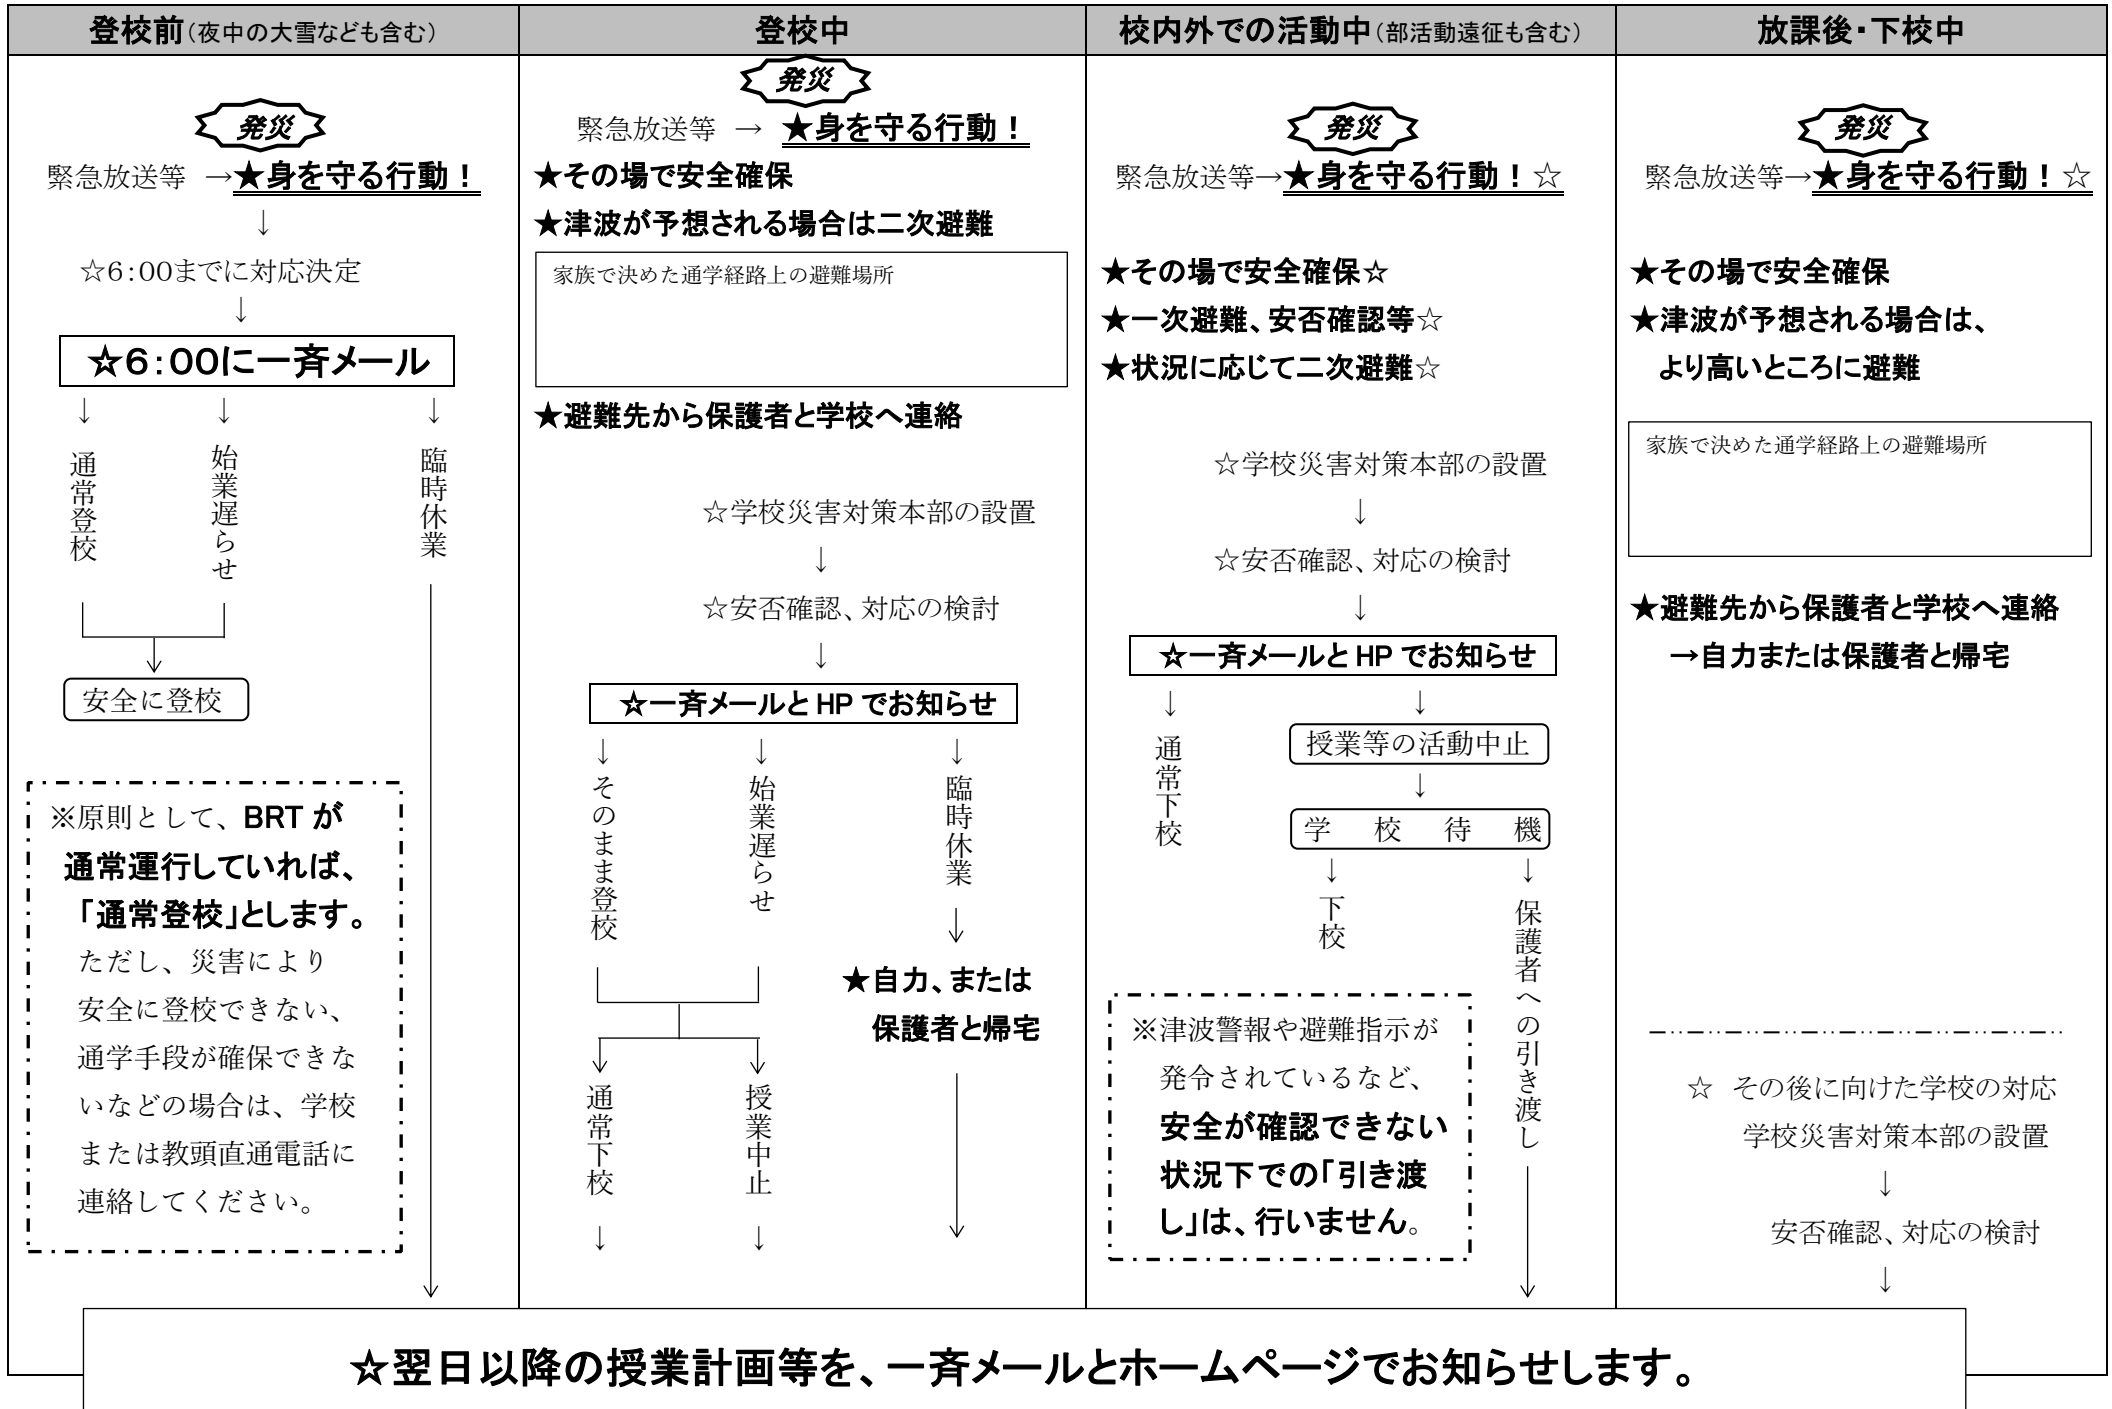 登校前(夜中の大雪なども含む)
発災
緊急放送等 →★身を守る行動！
↓
☆6:00までに対応決定
↓
☆6:00に一斉メール
↓ ↓ ↓
通常登校
始業遅らせ
臨時休業
安全に登校
※原則として、BRT が
通常運行していれば、
「通常登校」とします。
ただし、災害により
安全に登校できない、
通学手段が確保できな
いなどの場合は、学校
または教頭直通電話に
連絡してください。
登校中
発災
緊急放送等 → ★身を守る行動！
★その場で安全確保
★津波が予想される場合は二次避難
家族で決めた通学経路上の避難場所
★避難先から保護者と学校へ連絡
☆学校災害対策本部の設置
↓
☆安否確認、対応の検討
↓
☆一斉メールと HP でお知らせ
↓ ↓ ↓
そのまま登校
始業遅らせ
臨時休業
↓
★自力、または
保護者と帰宅
通常下校
授業中止
↓ ↓
校内外での活動中(部活動遠征も含む)
発災
緊急放送等→★身を守る行動！☆
★その場で安全確保☆
★一次避難、安否確認等☆
★状況に応じて二次避難☆
☆学校災害対策本部の設置
↓
☆安否確認、対応の検討
↓
☆一斉メールと HP でお知らせ
↓ ↓
通常下校
授業等の活動中止
↓
学 校 待 機
↓ ↓
下校
保護者への引き渡し
※津波警報や避難指示が
発令されているなど、
安全が確認できない
状況下での「引き渡
し」は、行いません。
放課後・下校中
発災
緊急放送等→★身を守る行動！☆
★その場で安全確保
★津波が予想される場合は、
より高いところに避難
家族で決めた通学経路上の避難場所
★避難先から保護者と学校へ連絡
→自力または保護者と帰宅
☆ その後に向けた学校の対応
学校災害対策本部の設置
↓
安否確認、対応の検討
↓
☆翌日以降の授業計画等を、一斉メールとホームページでお知らせします。